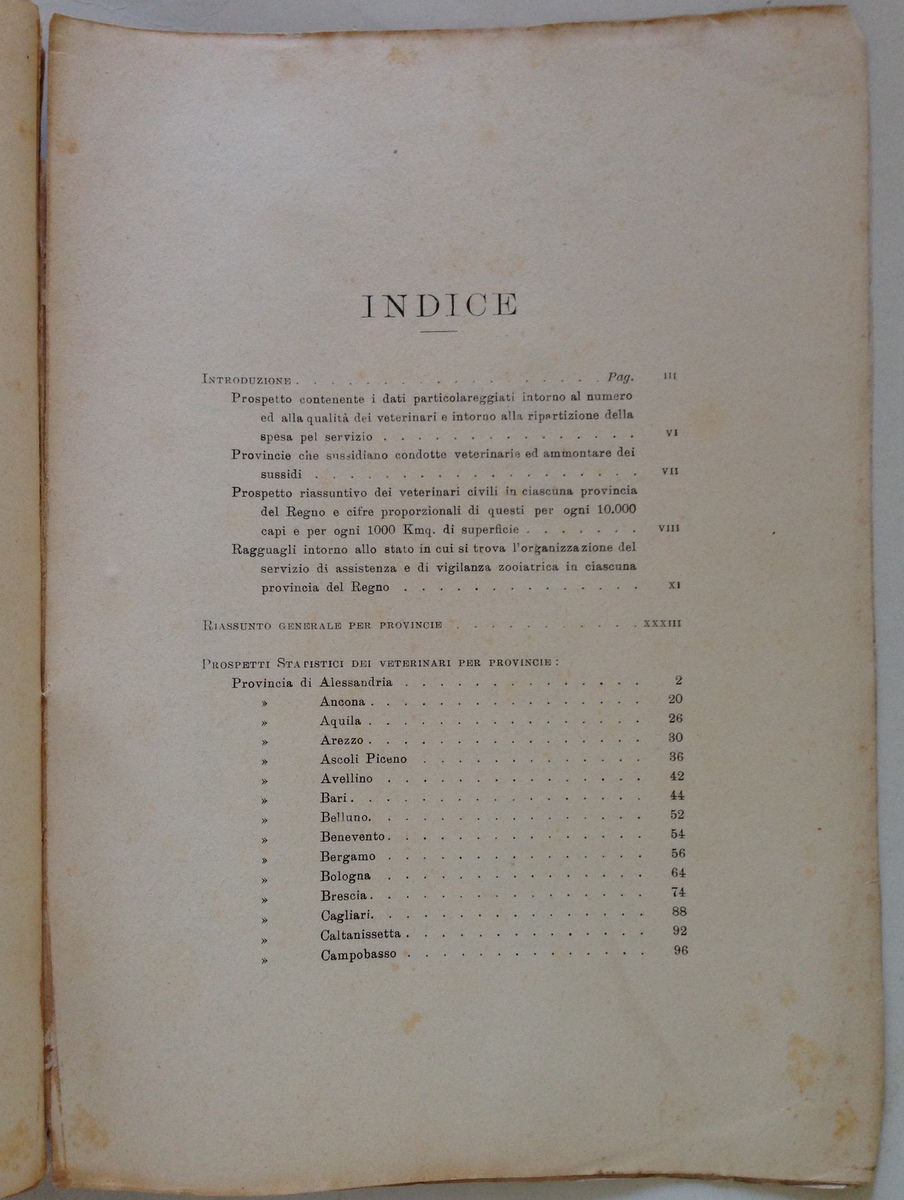 INDICE
INTRODUZIONE . . . . . . . . . . . . . . . . Pag. III
Prospetto contenente i dati particolareggiati intorno al numero
ed alla qualità dei veterinari e intorno alla ripartizione della
spesa pel servizio . . . . . . . . . . . . . . . VI
Provincie che sussidiano condotte veterinarie ed ammontare dei
sussidi . . . . . . . . . . . . . . . . . . . VII
Prospetto riassuntivo dei veterinari civili in ciascuna provincia
del Regno e cifre proporzionali di questi per ogni 10.000
capi e per ogni 1000 Kmq. di superficie . . . . . . . VIII
Ragguagli intorno allo stato in cui si trova l'organizzazione del
servizio di assistenza e di vigilanza zooiatrica in ciascuna
provincia del Regno . . . . . . . . . . . . . . XI
RIASSUNTO GENERALE PER PROVINCIE . . . . . . . . . . . XXXIII
PROSPETTI STATISTICI DEI VETERINARI PER PROVINCIE :
Provincia di Alessandria . . . . . . . . . . . . . . 2
» Ancona . . . . . . . . . . . . . . . . 20
» Aquila . . . . . . . . . . . . . . . . 26
» Arezzo . . . . . . . . . . . . . . . . 30
» Ascoli Piceno . . . . . . . . . . . . . 36
» Avellino . . . . . . . . . . . . . . . 42
» Bari . . . . . . . . . . . . . . . . . 44
» Belluno. . . . . . . . . . . . . . . . 52
» Benevento . . . . . . . . . . . . . . . 54
» Bergamo . . . . . . . . . . . . . . . 56
» Bologna . . . . . . . . . . . . . . . 64
» Brescia . . . . . . . . . . . . . . . . 74
» Cagliari. . . . . . . . . . . . . . . . 88
» Caltanissetta . . . . . . . . . . . . . . 92
» Campobasso . . . . . . . . . . . . . . 96